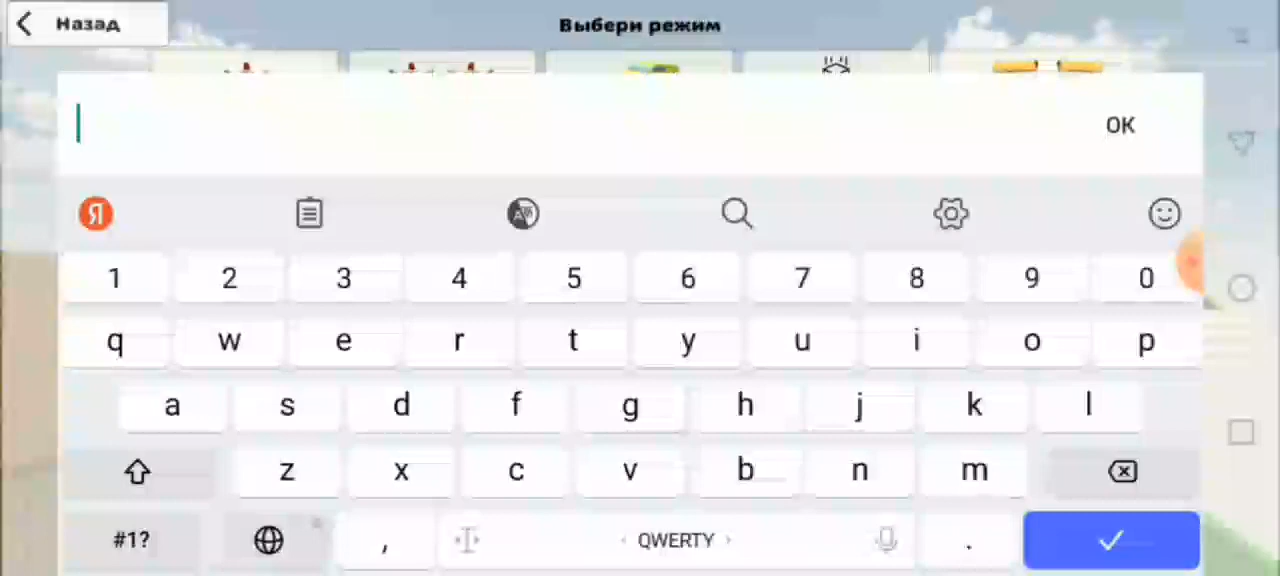 Назад
Выбери режим
OK
Я
1 2 3 4 5 6 7 8 9 0
q w e r t y u i o p
a s d f g h j k l
z x c v b n m
#1? , QWERTY .